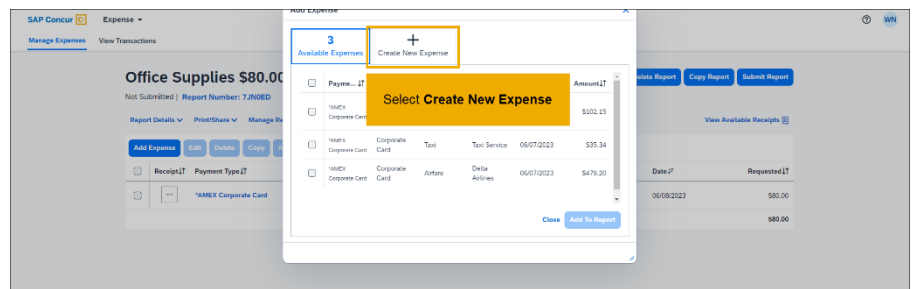 SAP Concur C Expense
WN
Manage Expenses View Transactions
Add Expense
3
Available Expenses
Create New Expense
Office Supplies $80.00
Delete Report Copy Report Submit Report
Not Submitted | Report Number: 7JN0ED
Report Details Print/Share Manage
View Available Receipts
Add Expense Edit Delete Copy
Payme... Amount
Select Create New Expense
*AMEX
Corporate Card
$102.15
*AMEX
Corporate Card
Corporate
Card
Taxi Taxi Service 06/07/2023 $35.34
*AMEX
Corporate Card
Corporate
Card
Airfare
Delta
Airlines
06/07/2023 $478.20
Close Add To Report
Receipt Payment Type Date Requested
*AMEX Corporate Card 06/08/2023 $80.00
$80.00